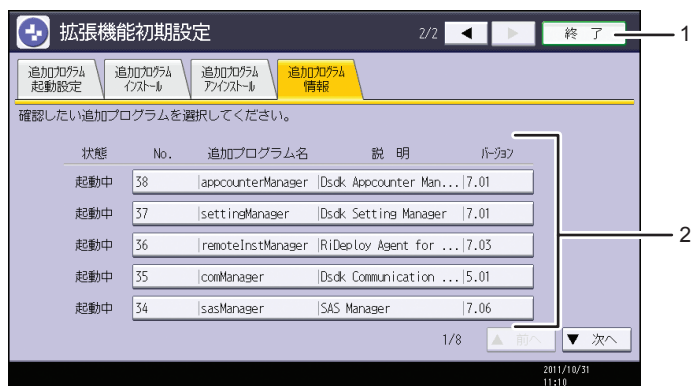 拡張機能初期設定 2/2 ◀ ▶ 終 了 1
追加プログラム 追加プログラム 追加プログラム 追加プログラム
起動設定 インストール アンインストール 情報
確認したい追加プログラムを選択してください。
状態 No. 追加プログラム名 説 明 バージョン
起動中 38 |appcounterManager |Dsdk Appcounter Man...|7.01
起動中 37 |settingManager |Dsdk Setting Manager |7.01
2
起動中 36 |remoteInstManager |RiDeploy Agent for ...|7.03
起動中 35 |comManager |Dsdk Communication ...|5.01
起動中 34 |sasManager |SAS Manager |7.06
1/8 ▲ 前へ ▼ 次へ
2011/10/31
11:10